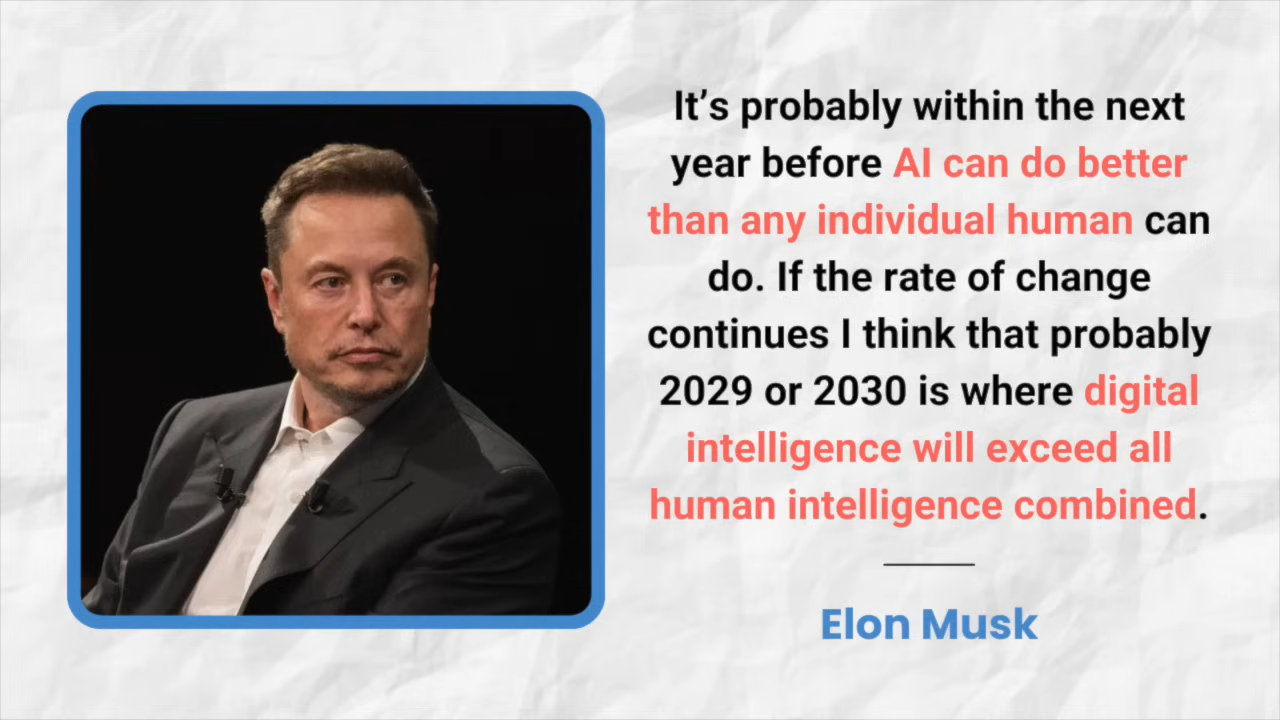 It’s probably within the next
year before AI can do better
than any individual human can
do. If the rate of change
continues I think that probably
2029 or 2030 is where digital
intelligence will exceed all
human intelligence combined.
Elon Musk